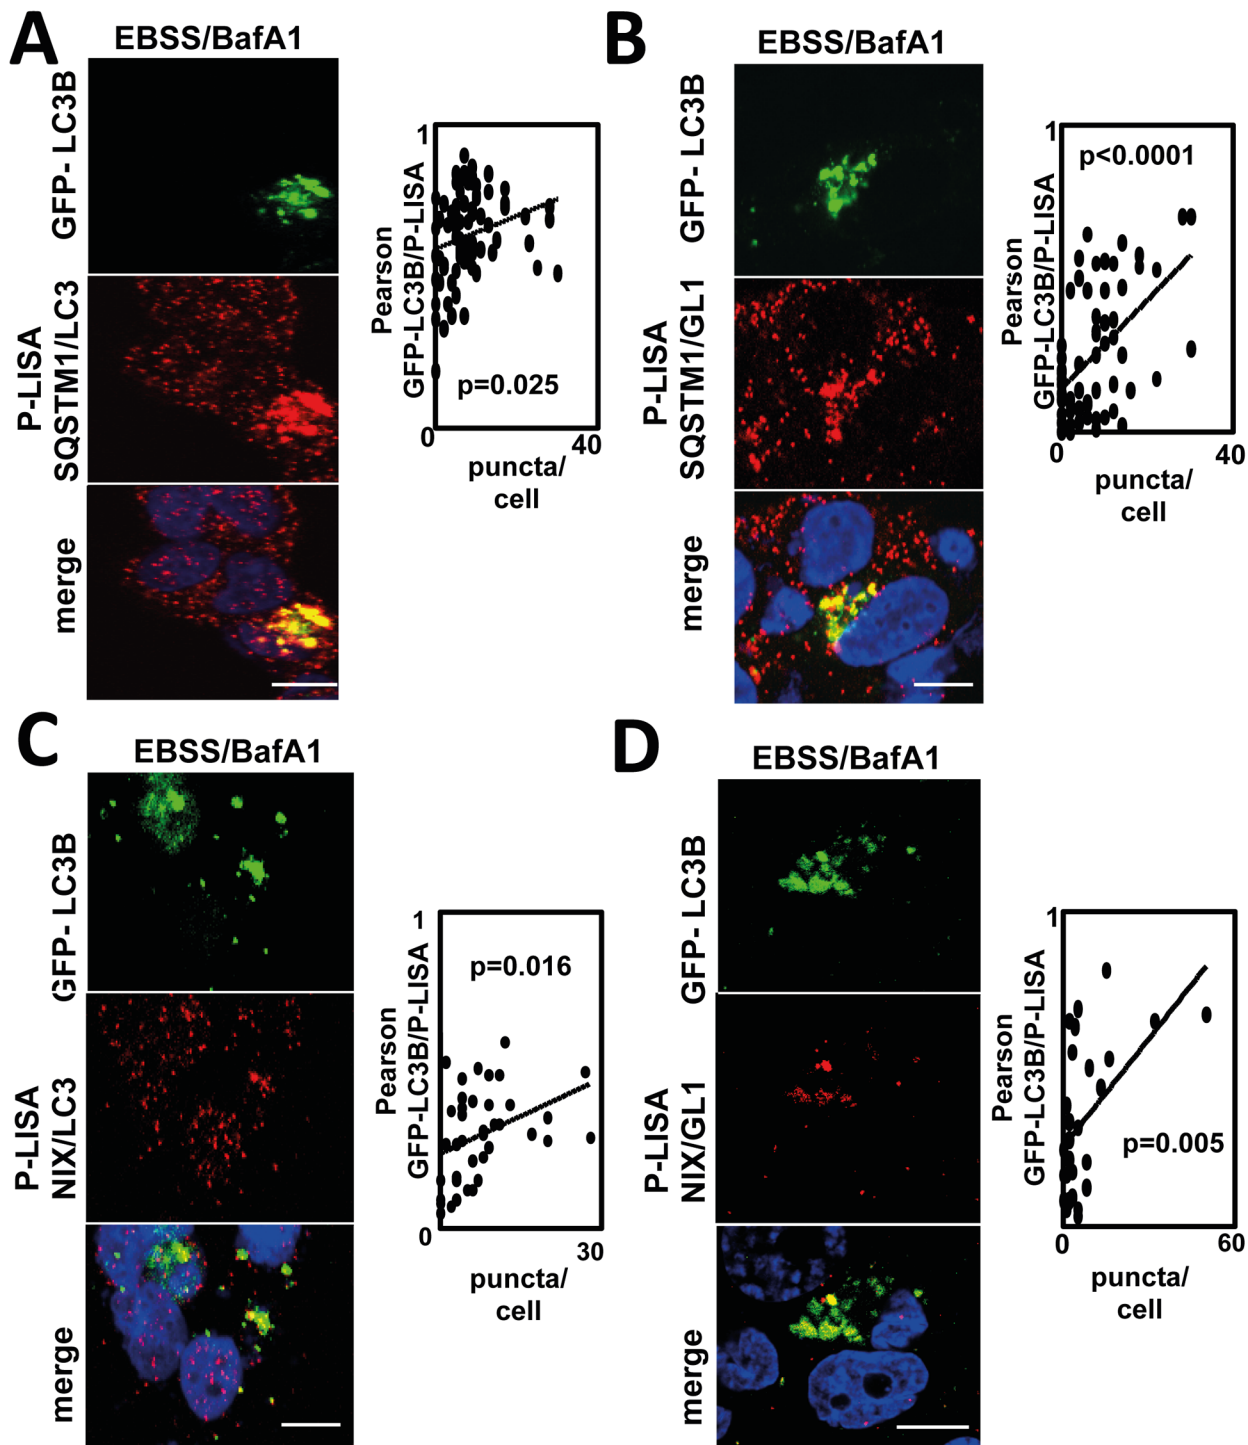 A
EBSS/BafA1
GFP- LC3B
P-LISA
SQSTM1/LC3
merge
1
Pearson
GFP-LC3B/P-LISA
p=0.025
0
40
puncta/
cell
B
EBSS/BafA1
GFP- LC3B
P-LISA
SQSTM1/GL1
merge
1
Pearson
GFP-LC3B/P-LISA
p<0.0001
0
40
puncta/
cell
C
EBSS/BafA1
GFP- LC3B
P-LISA
NIX/LC3
merge
1
Pearson
GFP-LC3B/P-LISA
p=0.016
0
30
puncta/
cell
D
EBSS/BafA1
GFP- LC3B
P-LISA
NIX/GL1
merge
1
Pearson
GFP-LC3B/P-LISA
p=0.005
0
60
puncta/
cell